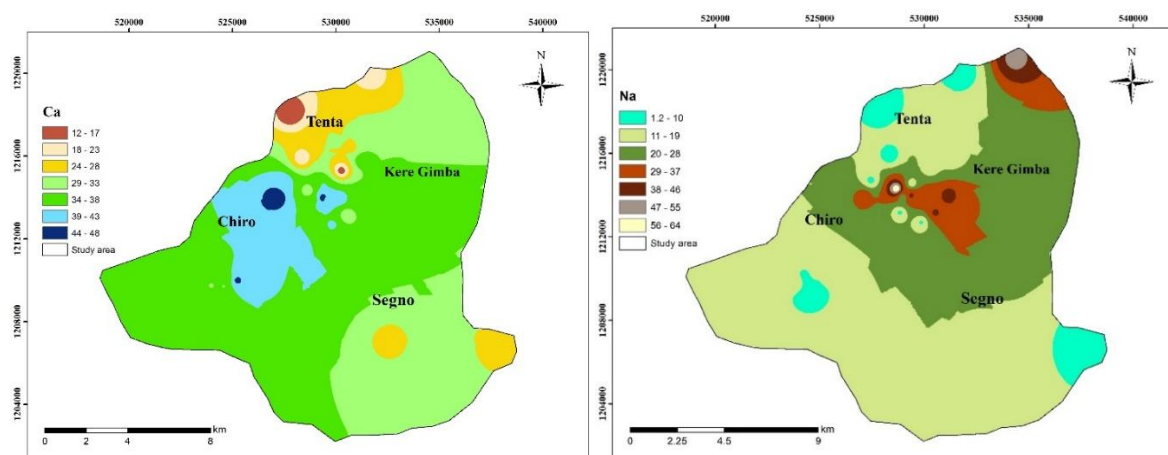 520000 525000 530000 535000 540000
N
1220000
1216000
1212000
1208000
1204000
Ca
12 - 17
18 - 23
24 - 28
29 - 33
34 - 38
39 - 43
44 - 48
Study area
Tenta
Kere Gimba
Chiro
Segno
km
0 2 4 8
520000 525000 530000 535000 540000
N
1220000
1216000
1212000
1208000
1204000
Na
1.2 - 10
11 - 19
20 - 28
29 - 37
38 - 46
47 - 55
56 - 64
Study area
Tenta
Kere Gimba
Chiro
Segno
km
0 2.25 4.5 9